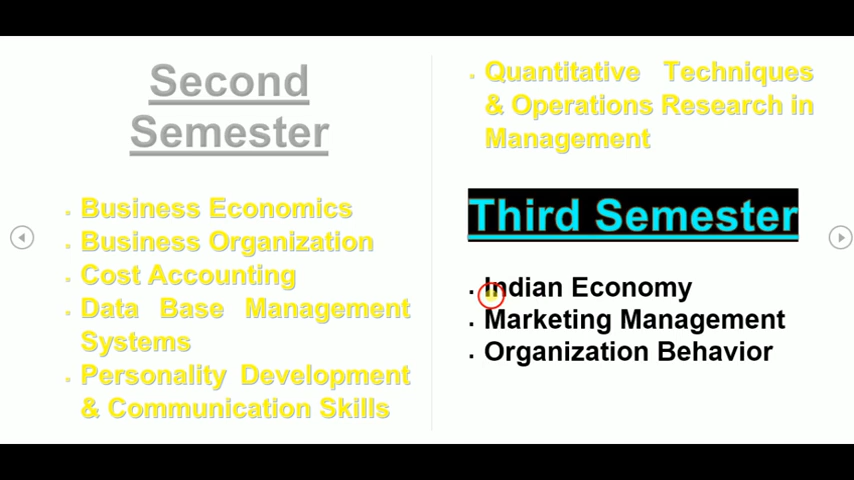 Second
Semester
. Business Economics
. Business Organization
. Cost Accounting
. Data Base Management
Systems
. Personality Development
& Communication Skills
. Quantitative Techniques
& Operations Research in
Management
Third Semester
. Indian Economy
. Marketing Management
. Organization Behavior